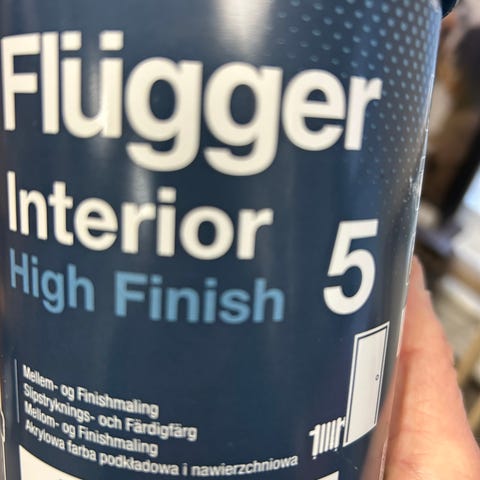 Flügger
Interior
High Finish 5
Mellem- og Finishmaling
Slipstryknings- och Färdigfärg
Mellom- og Finishmaling
Akrylowa farba podkładowa i nawierzchniowa